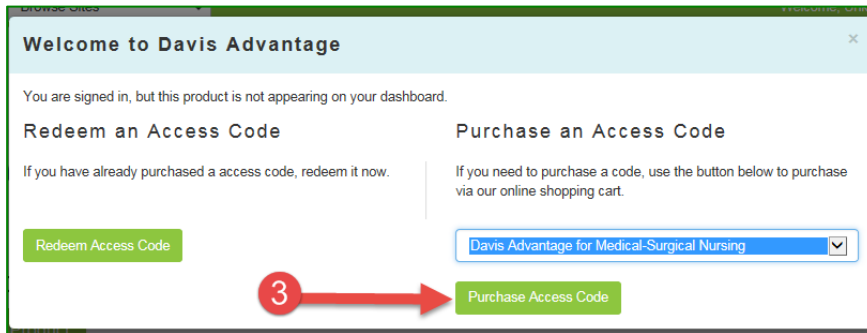 Browse Sites
Welcome to Davis Advantage
×
You are signed in, but this product is not appearing on your dashboard.
Redeem an Access Code
If you have already purchased a access code, redeem it now.
Redeem Access Code
Purchase an Access Code
If you need to purchase a code, use the button below to purchase
via our online shopping cart.
Davis Advantage for Medical-Surgical Nursing
3
Purchase Access Code